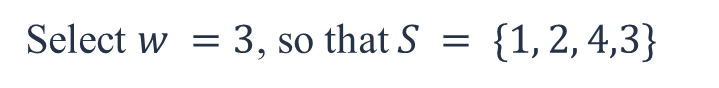 Select w = 3, so that S = {1, 2, 4,3}